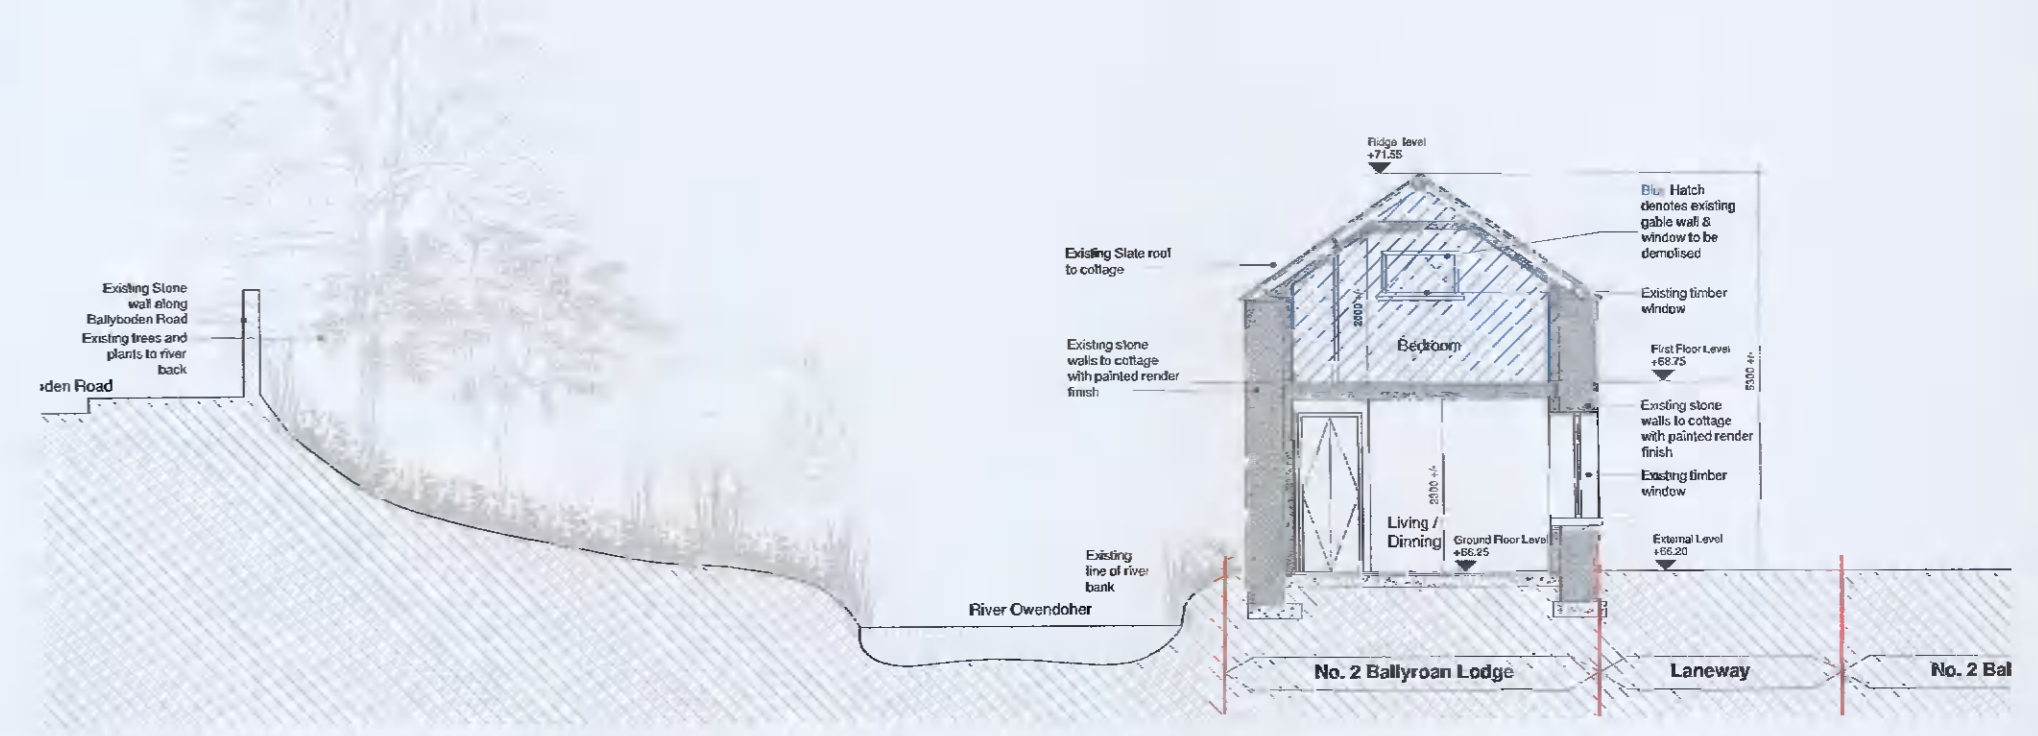 Ridge level
+71.55
Existing Slate roof
to cottage
Hatch
denotes existing
gable wall &
window to be
demolised
Existing Stone
wall along
Ballyboden Road
Existing trees and
plants to river
back
Existing timber
window
2600 +/-
Existing stone
walls to cottage
with painted render
finish
Bedroom
First Floor Level
+68.75
5300 +/-
den Road
Existing stone
walls to cottage
with painted render
finish
Existing timber
window
2300 +/-
Living /
Dinning
Ground Floor Level
+66.25
External Level
+66.20
Existing
line of river
bank
River Owendoher
No. 2 Ballyroan Lodge
Laneway
No. 2 Bal